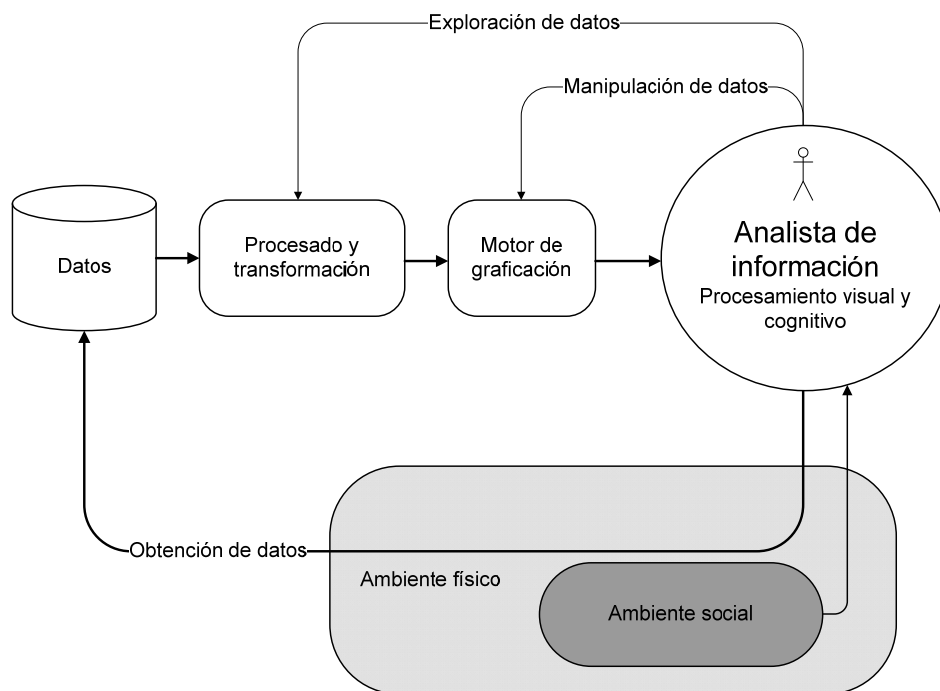 Exploración de datos
Manipulación de datos
Datos
Procesado y
transformación
Motor de
graficación
Analista de
información
Procesamiento visual y
cognitivo
Obtención de datos
Ambiente físico
Ambiente social